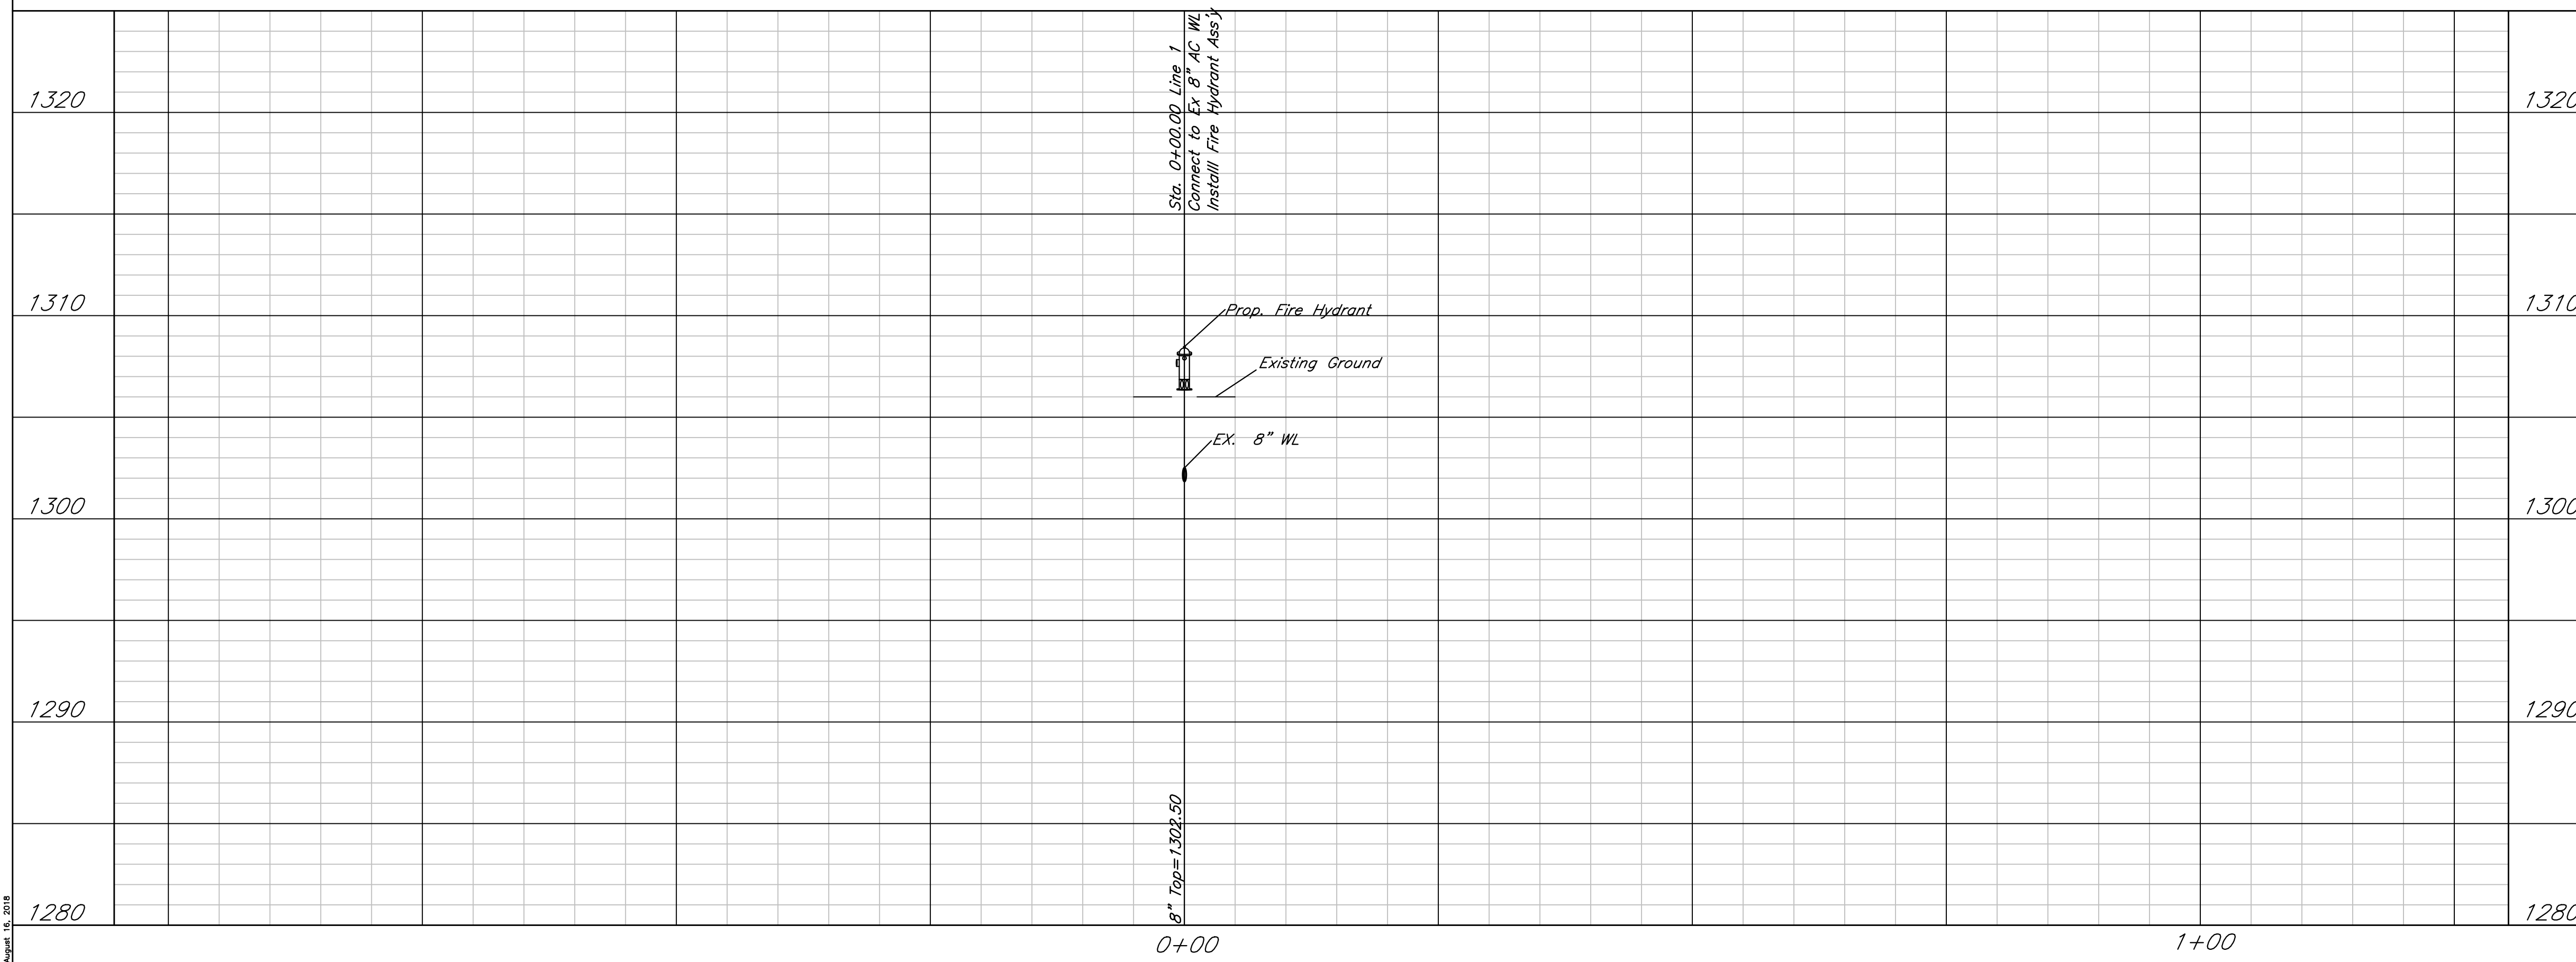 Sta. 0+00.00 Line 1
Connect to Ex 8" AC WL
Installl Fire Hydrant Ass'y
1320
1320
1310
1310
Prop. Fire Hydrant
Existing Ground
EX. 8" WL
1300
1300
1290
1290
8" Top=1302.50
1280
1280
August 16, 2018
0+00
1+00